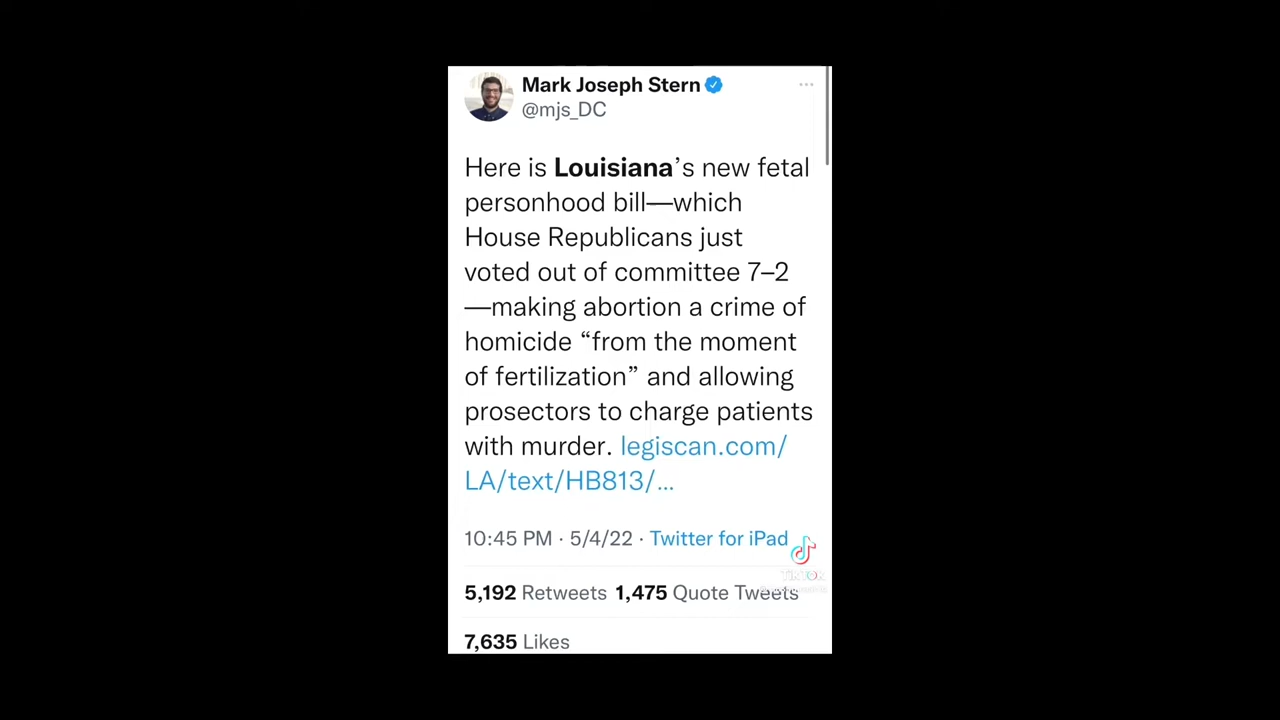 Mark Joseph Stern
@mjs_DC
Here is Louisiana's new fetal
personhood bill—which
House Republicans just
voted out of committee 7–2
—making abortion a crime of
homicide “from the moment
of fertilization” and allowing
prosectors to charge patients
with murder. legiscan.com/
LA/text/HB813/...
10:45 PM · 5/4/22 · Twitter for iPad
TikTok
5,192 Retweets 1,475 Quote Tweets
7,635 Likes